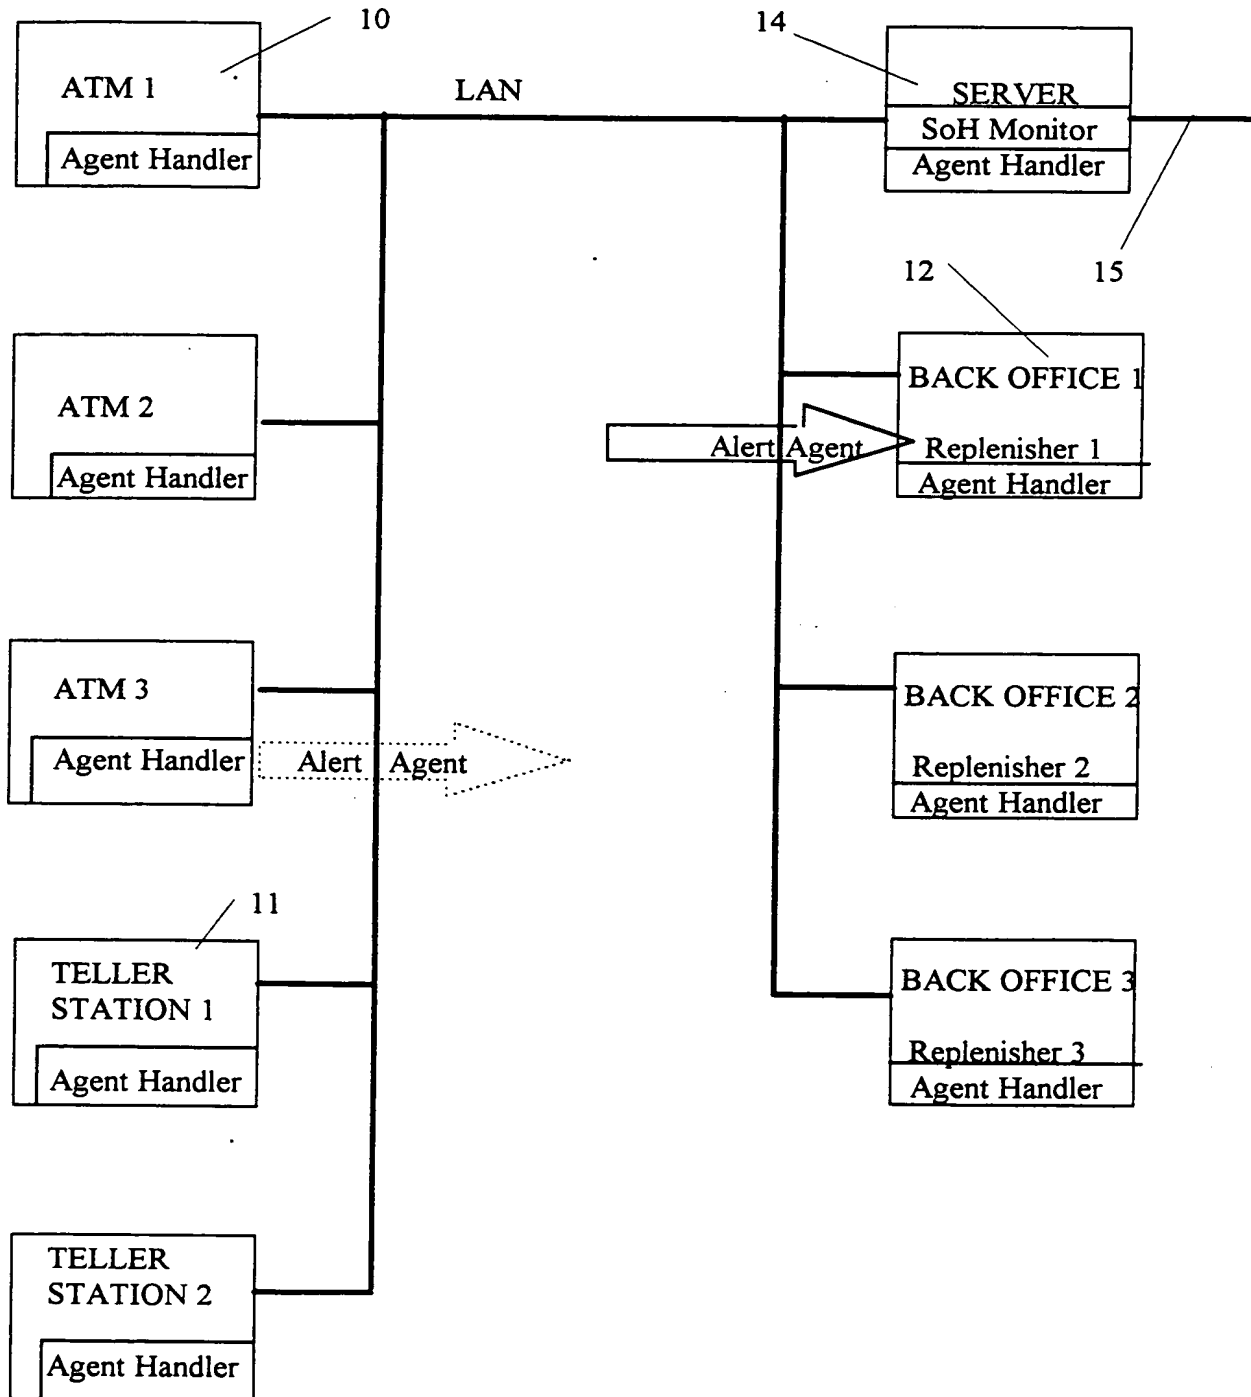 10
14
ATM 1
Agent Handler
LAN
SERVER
SoH Monitor
Agent Handler
15
12
ATM 2
Agent Handler
BACK OFFICE 1
Alert Agent
Replenisher 1
Agent Handler
ATM 3
Agent Handler
Alert Agent
BACK OFFICE 2
Replenisher 2
Agent Handler
11
TELLER
STATION 1
Agent Handler
BACK OFFICE 3
Replenisher 3
Agent Handler
TELLER
STATION 2
Agent Handler